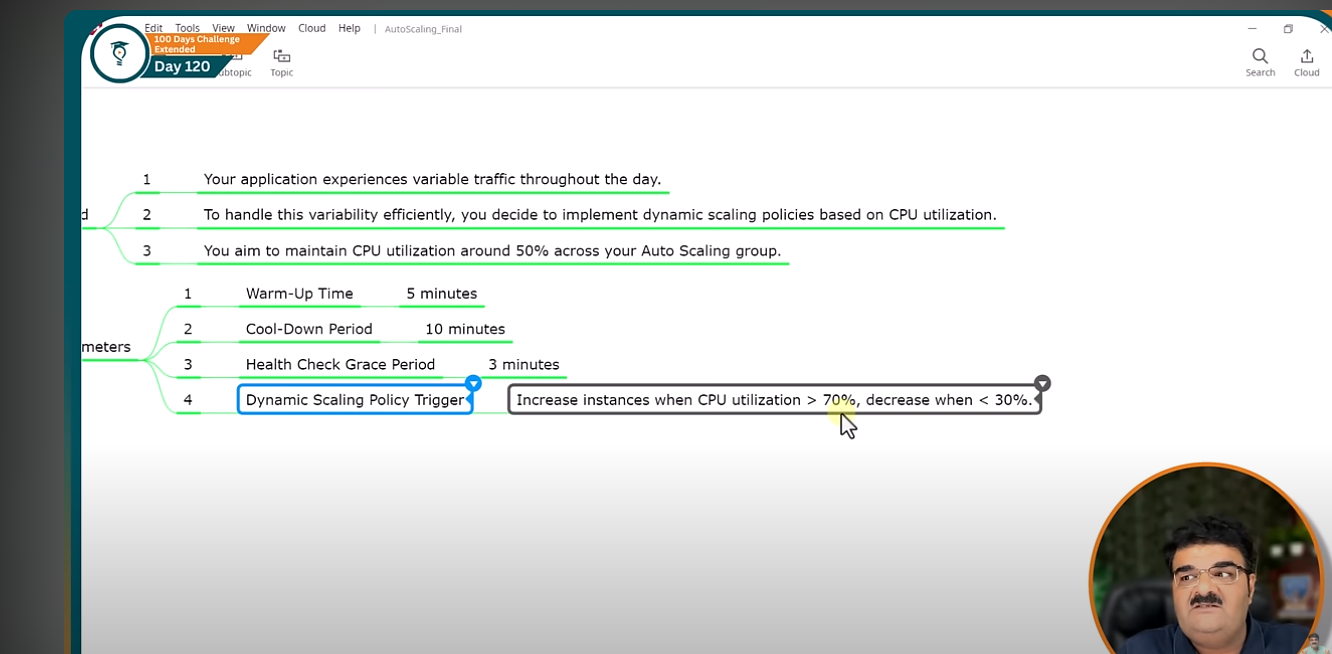 Edit Tools View Window Cloud Help | AutoScaling_Final
100 Days Challenge
Extended
Day 120
ubtopic Topic
Search Cloud
1 Your application experiences variable traffic throughout the day.
d
2 To handle this variability efficiently, you decide to implement dynamic scaling policies based on CPU utilization.
3 You aim to maintain CPU utilization around 50% across your Auto Scaling group.
1 Warm-Up Time 5 minutes
2 Cool-Down Period 10 minutes
meters
3 Health Check Grace Period 3 minutes
4 Dynamic Scaling Policy Trigger Increase instances when CPU utilization > 70%, decrease when < 30%.